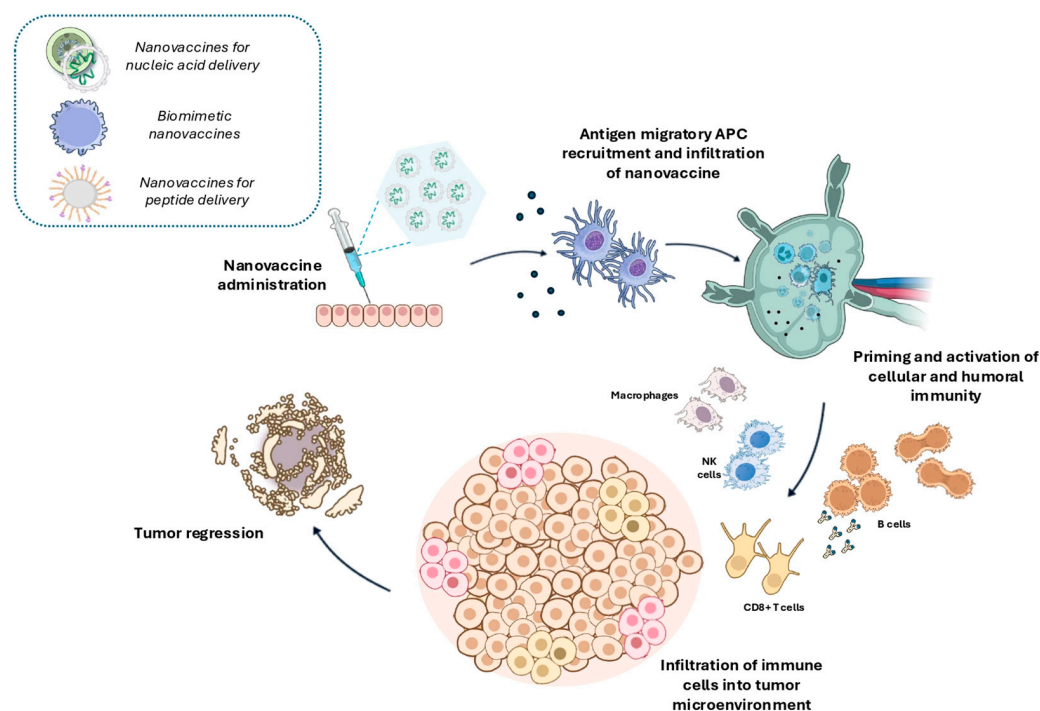 Nanovaccines for
nucleic acid delivery
Biomimetic
nanovaccines
Nanovaccines for
peptide delivery
Nanovaccine
administration
Antigen migratory APC
recruitment and infiltration
of nanovaccine
Priming and activation of
cellular and humoral
immunity
Macrophages
NK
cells
B cells
CD8+ T cells
Infiltration of immune
cells into tumor
microenvironment
Tumor regression